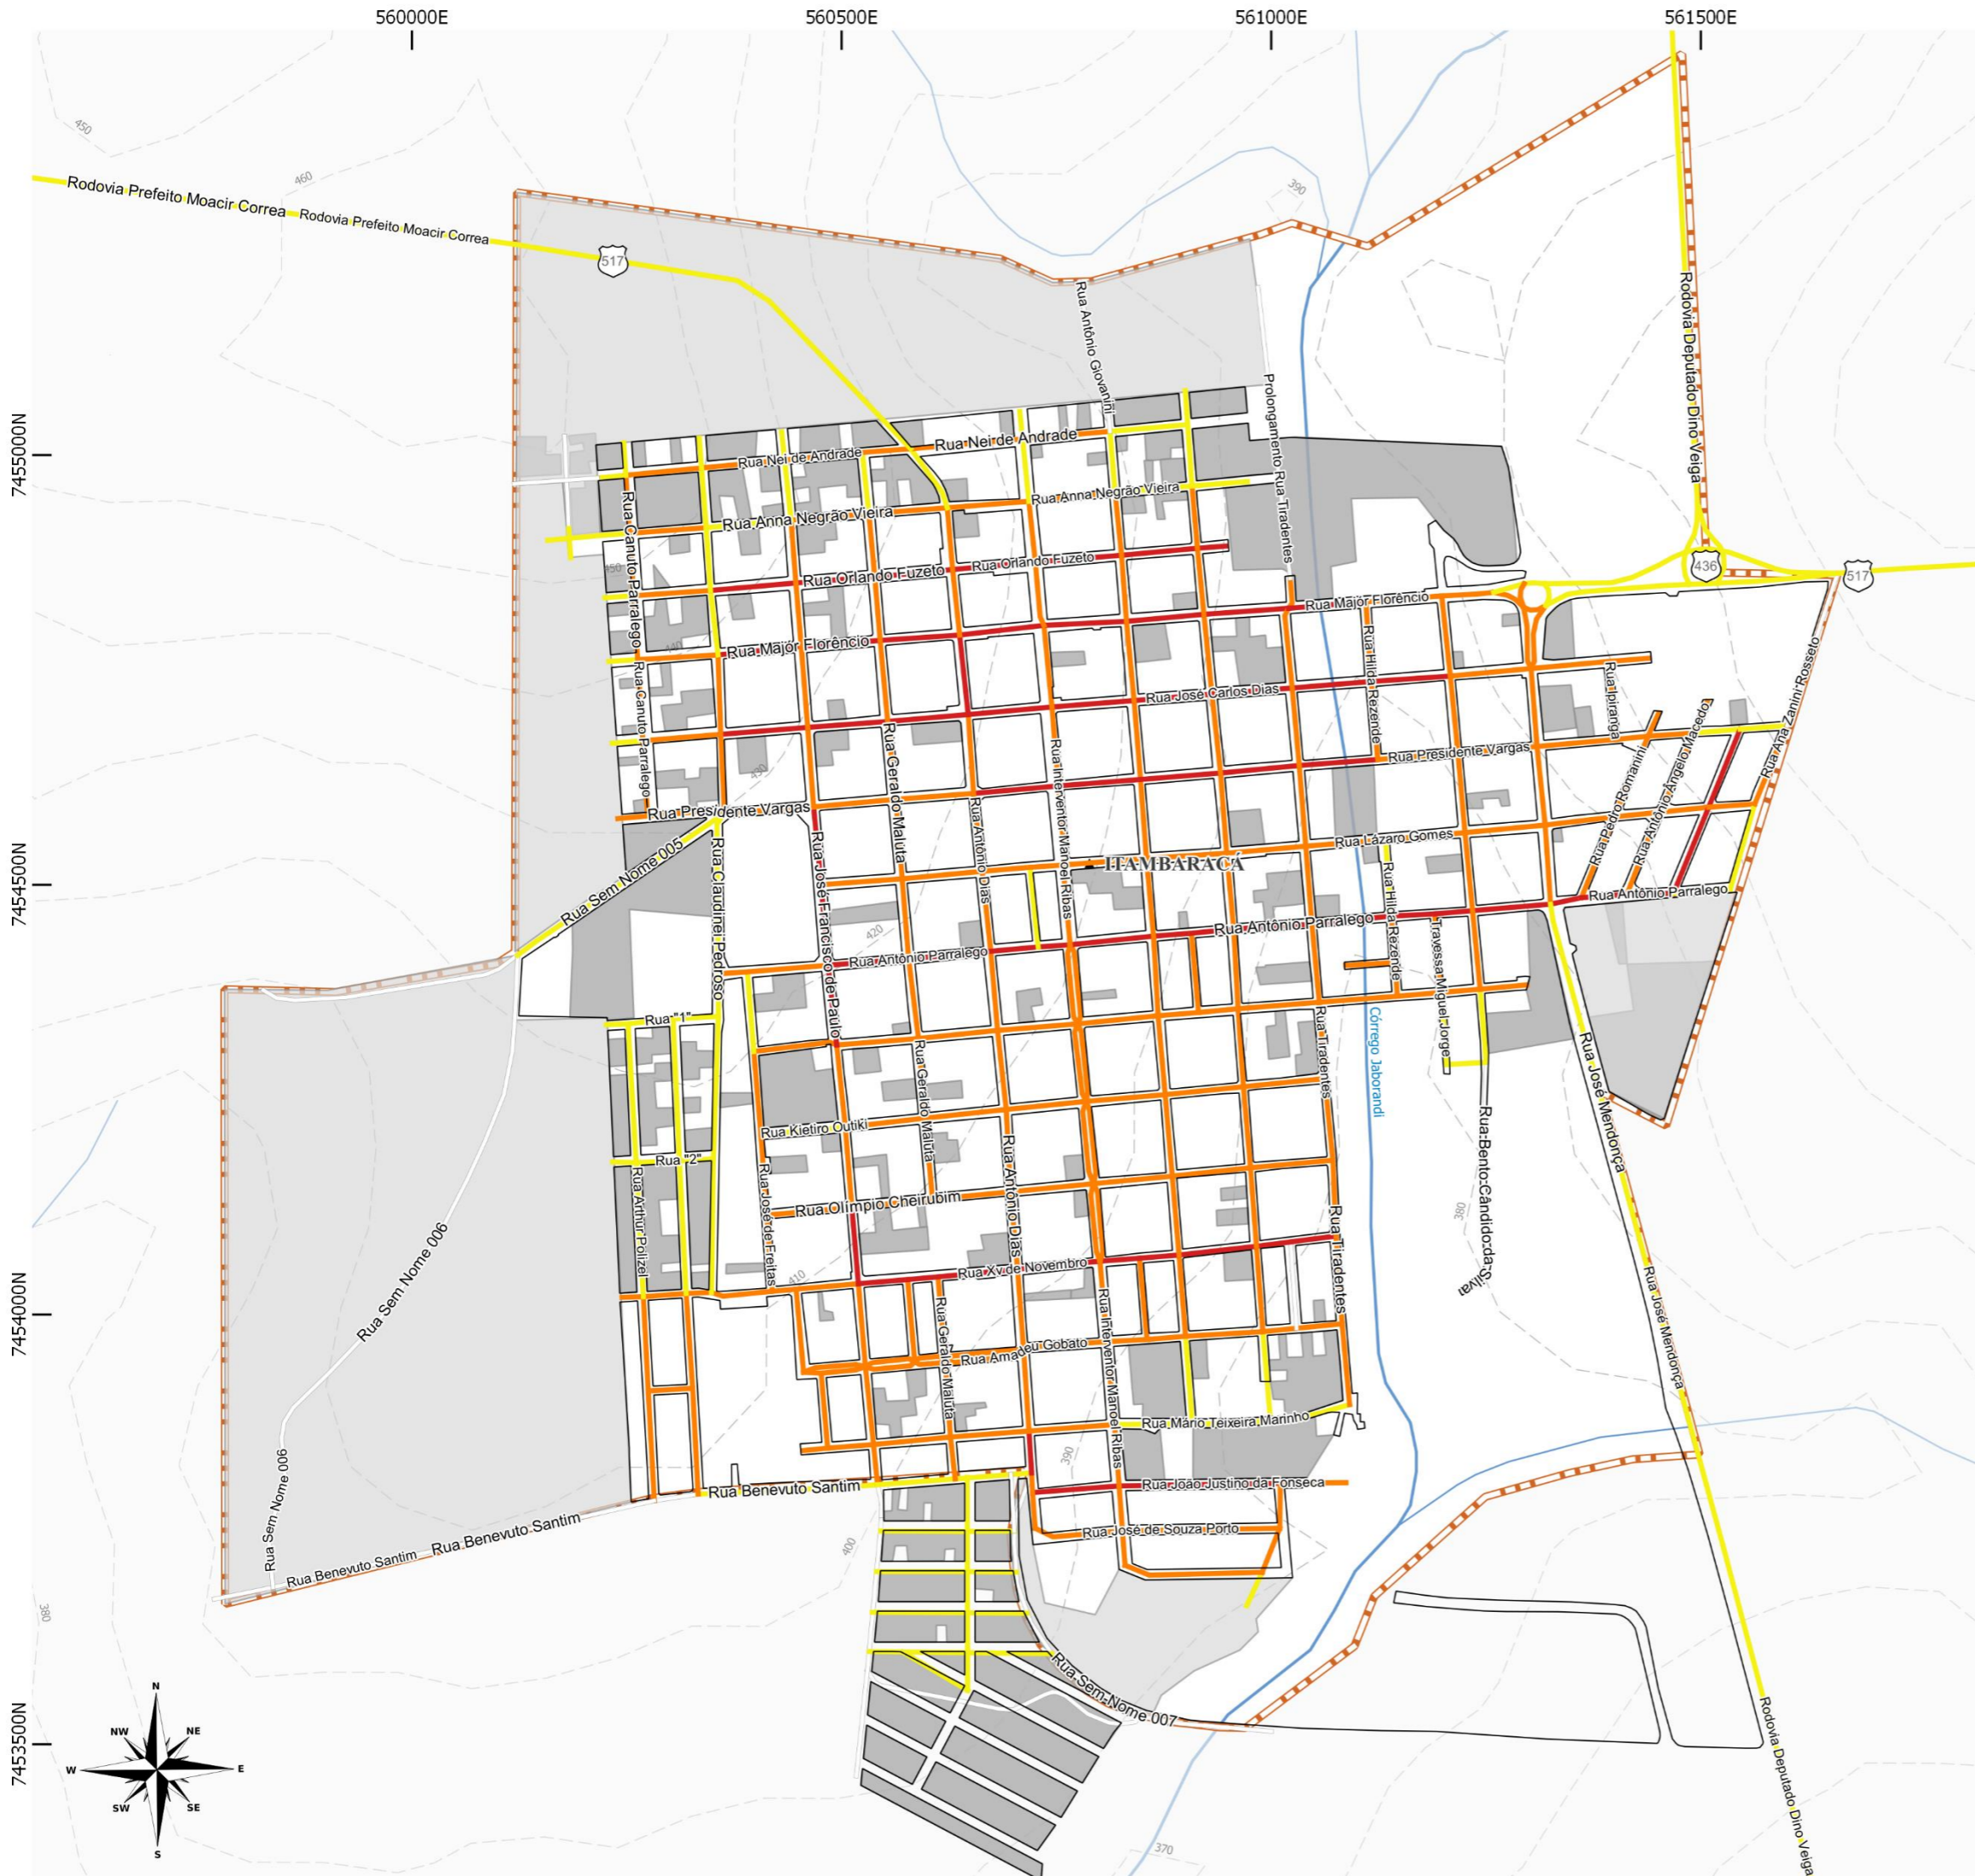 560000E
560500E
561000E
561500E
450
460
390
Rodovia Prefeito Moacir Correa
Rodovia Prefeito Moacir Correa
517
Rua Antônio Giovanini
Rodovia Deputado Dino Veiga
Prolongamento Rua Tiradentes
7455000N
Rua Nei de Andrade
Rua Nei de Andrade
Rua Anna Negrão Vieira
Rua Anna Negrão Vieira
Rua Canuto Parralego
450
Rua Orlando Fuzeto
Rua Orlando Fuzeto
436
517
Rua Major Florêncio
Rua Major Florêncio
440
Rua Hilda Rezende
Rua Canuto Parralego
Rua José Carlos Dias
Rua Ipiranga
Rua Ana Zanini Rosseto
Rua Geraldo Maluta
Rua Interventor Manoel Ribas
Rua Presidente Vargas
Rua Pedro Romanini
Rua Antônio Ângelo Macedo
430
Rua Presidente Vargas
Rua Antônio Dias
Rua Lázaro Gomes
Rua Claudinei Pedroso
Rua José Francisco de Paulo
ITAMBARACÁ
7454500N
Rua Sem Nome 005
Rua Hilda Rezende
Rua Antônio Parralego
420
Rua Antônio Parralego
Travessa Miguel Jorge
Rua Antônio Parralego
Rua "1"
Rua Tiradentes
Córrego Jaborandi
Rua José Mendonça
Rua Geraldo Maluta
Rua Kietiro Outiki
Rua Bento Cândido da Silva
Rua "2"
Rua Arthur Polizel
Rua José de Freitas
Rua Antônio Dias
Rua Olímpio Cheirubim
380
Rua Tiradentes
Rua Sem Nome 006
410
Rua Xv de Novembro
Rua José Mendonça
7454000N
Rua Geraldo Maluta
Rua Interventor Manoel Ribas
Rua Amadeu Gobato
Rua Mário Teixeira Marinho
390
Rua Sem Nome 006
Rua Benevuto Santim
Rua João Justino da Fonseca
Rua Benevuto Santim
Rua José de Souza Porto
400
Rua Benevuto Santim
380
Rua Sem Nome 007
7453500N
Rodovia Deputado Dino Veiga
N
NW
NE
W
E
SW
SE
S
370